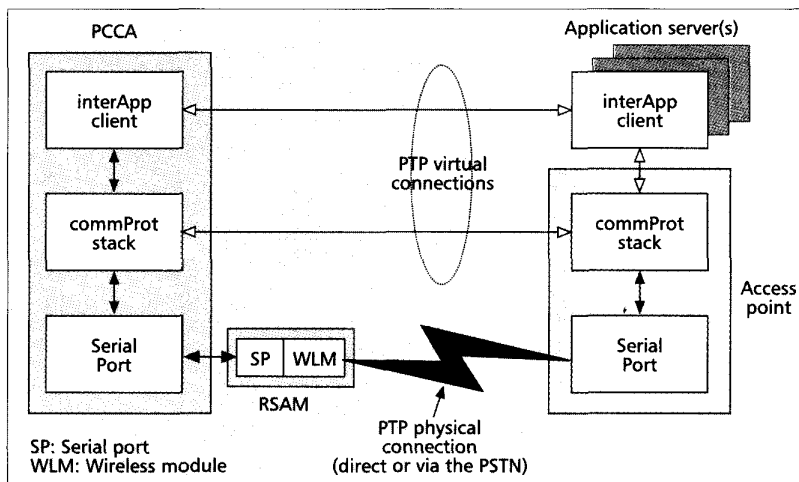 PCCA
Application server(s)
interApp
client
interApp
client
PTP virtual
connections
commProt
stack
commProt
stack
Access
point
Serial
Port
SP
WLM
Serial
Port
RSAM
PTP physical
connection
(direct or via the PSTN)
SP: Serial port
WLM: Wireless module